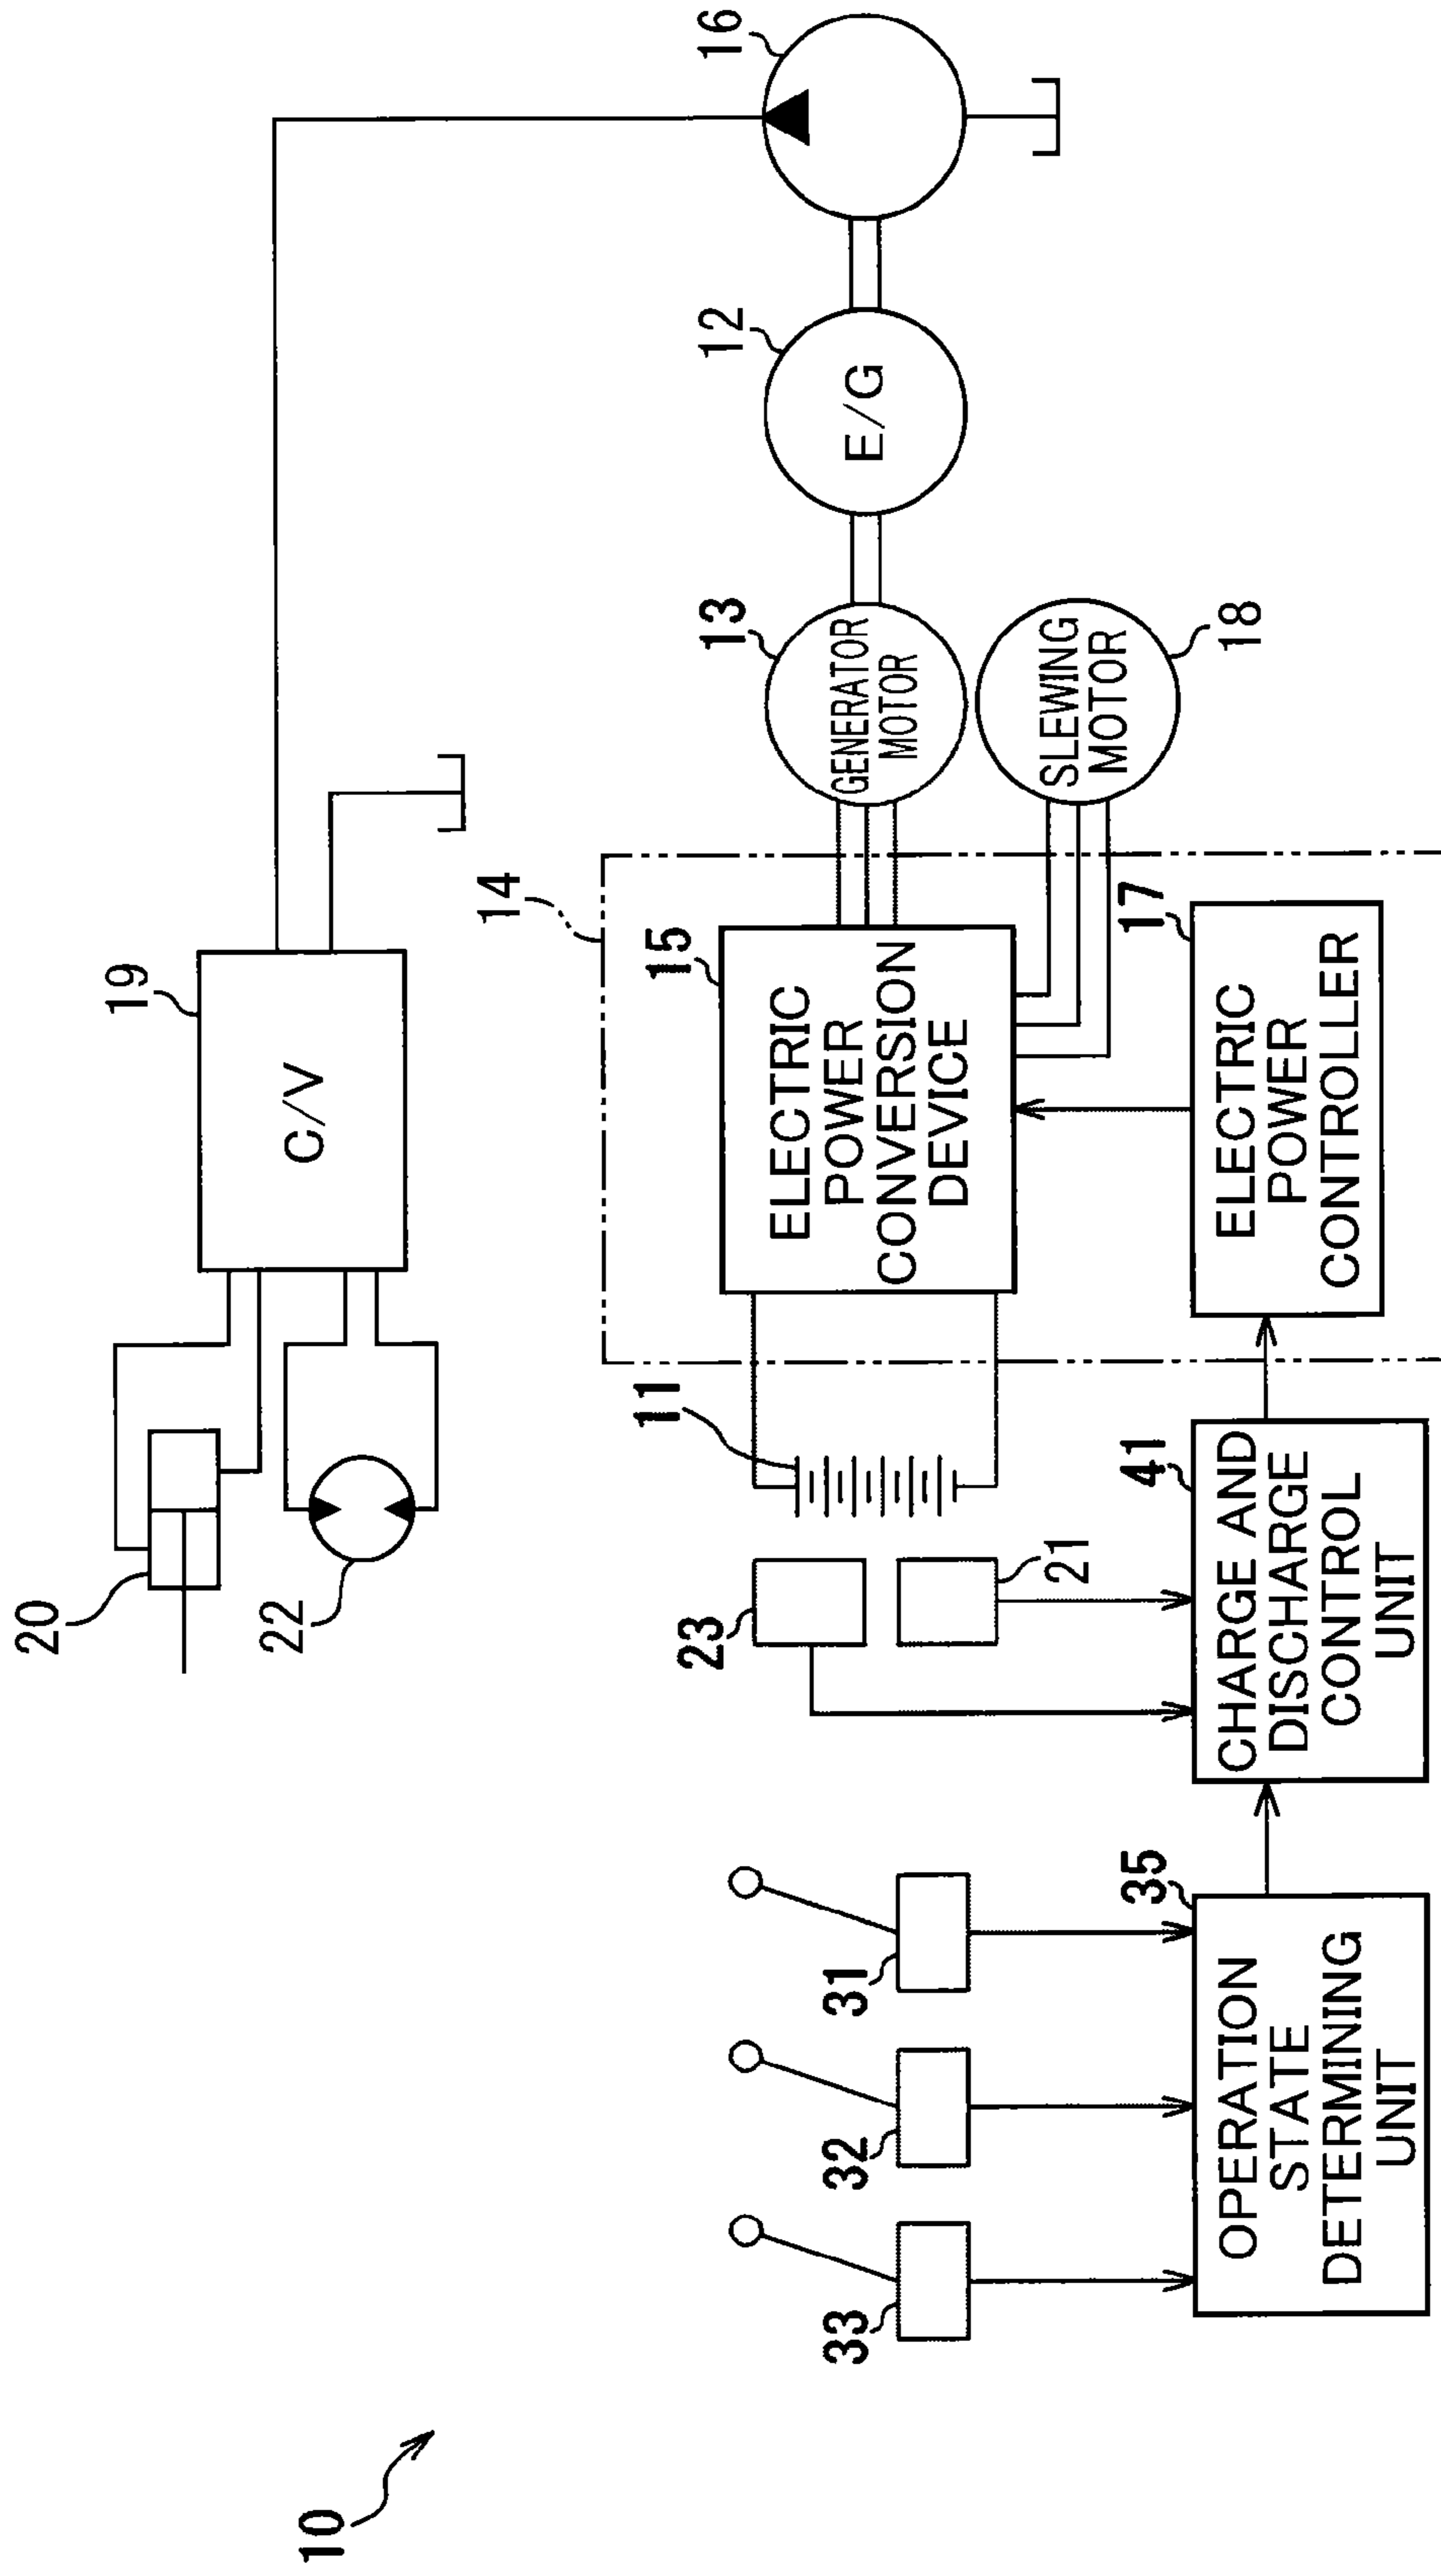 10
20
22
19
C/V
16
12
E/G
13
GENERATOR
MOTOR
18
SLEWING
MOTOR
14
15
ELECTRIC
POWER
CONVERSION
DEVICE
17
ELECTRIC
POWER
CONTROLLER
11
23
21
41
CHARGE AND
DISCHARGE
CONTROL
UNIT
33
32
31
35
OPERATION
STATE
DETERMINING
UNIT